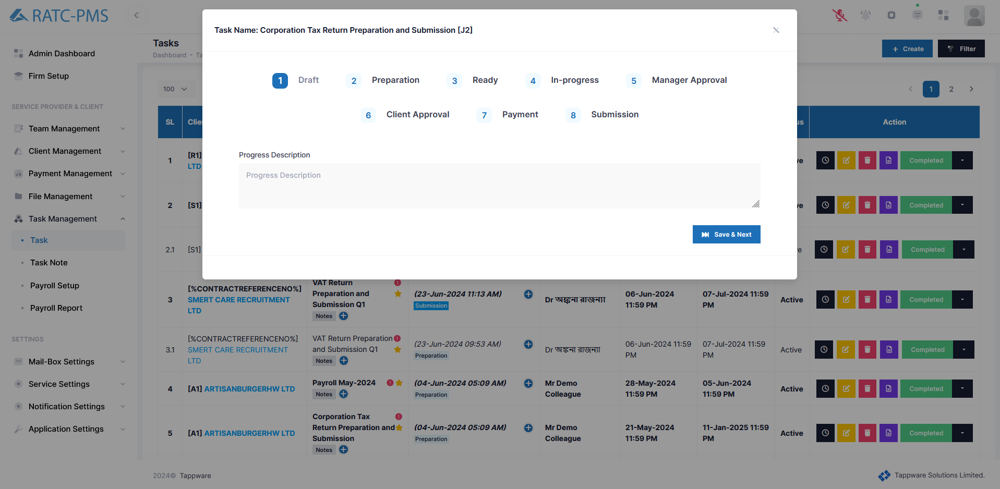 RATC-PMS
Task Name: Corporation Tax Return Preparation and Submission [J2]
Tasks
Dashboard - Ta
+ Create
Filter
Admin Dashboard
Firm Setup
SERVICE PROVIDER & CLIENT
Team Management
Client Management
Payment Management
File Management
Task Management
Task
Task Note
Payroll Setup
Payroll Report
SETTINGS
Mail-Box Settings
Service Settings
Notification Settings
Application Settings
1 Draft
2 Preparation
3 Ready
4 In-progress
5 Manager Approval
6 Client Approval
7 Payment
8 Submission
Progress Description
Progress Description
Save & Next
100
1 2
SL Clie us Action
1 [R1]
LTD
ve Completed
2 [S1] ve Completed
2.1 [S1] e Completed
3
[%CONTRACTREFERENCENO%]
SMERT CARE RECRUITMENT
LTD
VAT Return
Preparation and
Submission Q1
Notes
(23-Jun-2024 11:13 AM)
Submission
Dr অঙ্কনা রাজন্যা
06-Jun-2024
11:59 PM
07-Jul-2024 11:59
PM
Active
Completed
3.1
[%CONTRACTREFERENCENO%]
SMERT CARE RECRUITMENT
LTD
VAT Return Preparation
and Submission Q1
Notes
(23-Jun-2024 09:53 AM)
Preparation
Dr অঙ্কনা রাজন্যা
06-Jun-2024 11:59
PM
07-Jul-2024 11:59
PM
Active
Completed
4
[A1] ARTISANBURGERHW LTD
Payroll May-2024
Notes
(04-Jun-2024 05:09 AM)
Preparation
Mr Demo
Colleague
28-May-2024
11:59 PM
05-Jun-2024
11:59 PM
Active
Completed
5
[A1] ARTISANBURGERHW LTD
Corporation Tax
Return Preparation and
Submission
Notes
(04-Jun-2024 05:09 AM)
Preparation
Mr Demo
Colleague
21-May-2024
11:59 PM
11-Jan-2025 11:59
PM
Active
Completed
2024© Tappware
Tappware Solutions Limited.